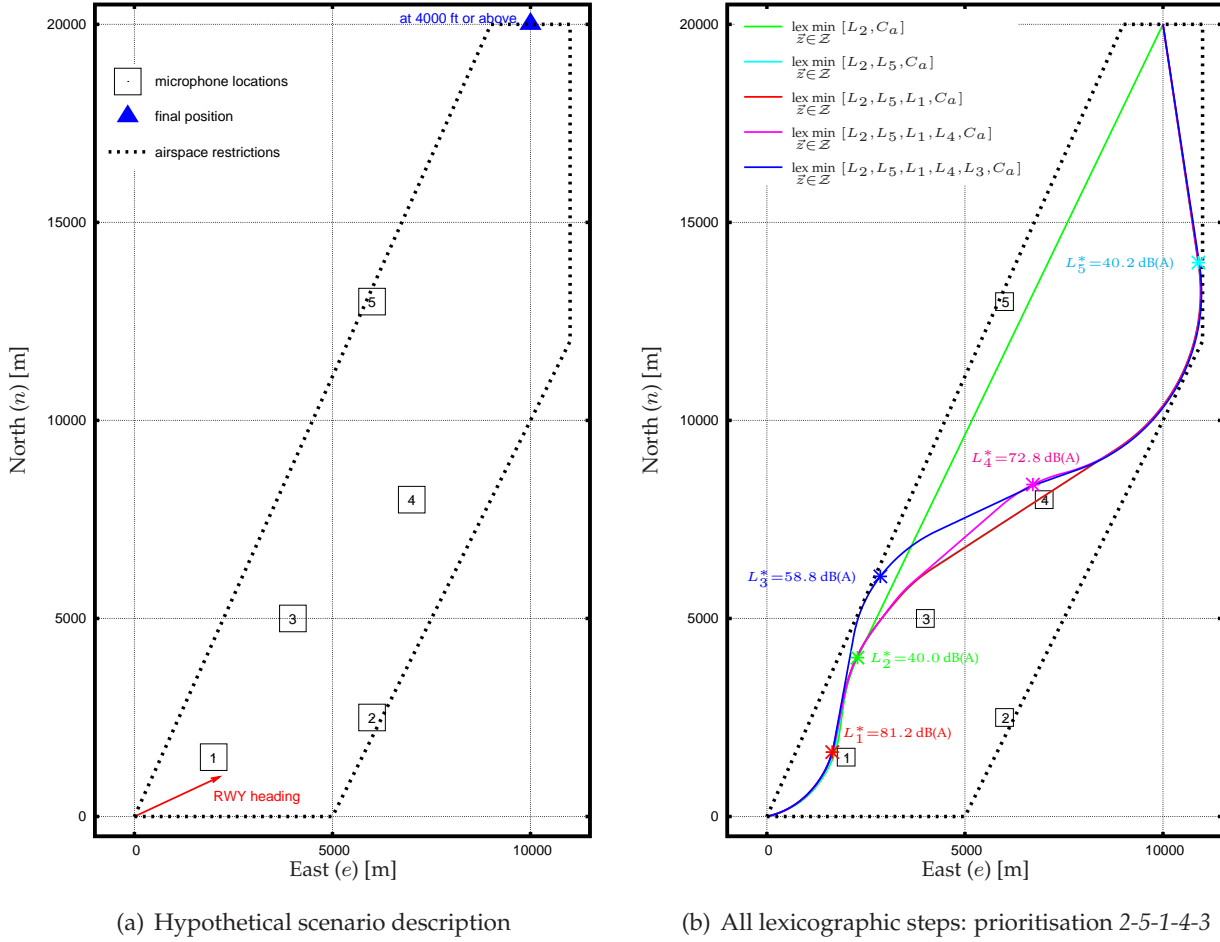 20000
15000
10000
5000
0
0
5000
10000
North (n) [m]
East (e) [m]
at 4000 ft or above
microphone locations
final position
airspace restrictions
5
4
3
2
1
RWY heading
(a) Hypothetical scenario description
20000
15000
10000
5000
0
0
5000
10000
North (n) [m]
East (e) [m]
lex min [L₂, Cₐ]
z⃗∈𝒵
lex min [L₂, L₅, Cₐ]
z⃗∈𝒵
lex min [L₂, L₅, L₁, Cₐ]
z⃗∈𝒵
lex min [L₂, L₅, L₁, L₄, Cₐ]
z⃗∈𝒵
lex min [L₂, L₅, L₁, L₄, L₃, Cₐ]
z⃗∈𝒵
L₅*=40.2 dB(A)
5
L₄*=72.8 dB(A)
4
L₃*=58.8 dB(A)
3
L₂*=40.0 dB(A)
2
L₁*=81.2 dB(A)
1
(b) All lexicographic steps: prioritisation 2-5-1-4-3